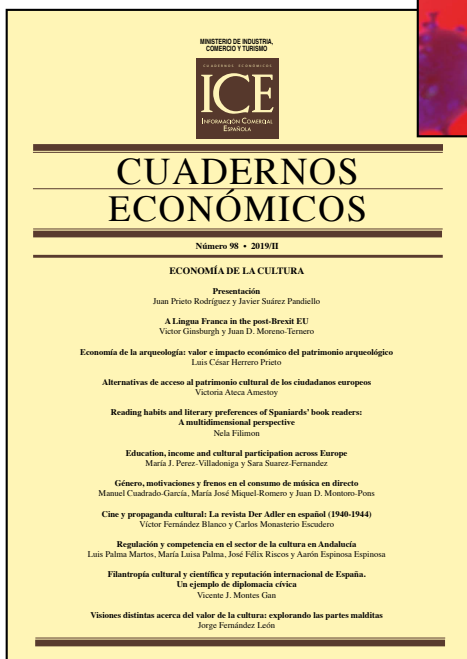 MINISTERIO DE INDUSTRIA,
COMERCIO Y TURISMO
CUADERNOS ECONÓMICOS
ICE
INFORMACIÓN COMERCIAL
ESPAÑOLA
CUADERNOS
ECONÓMICOS
Número 98 • 2019/II
ECONOMÍA DE LA CULTURA
Presentación
Juan Prieto Rodríguez y Javier Suárez Pandiello
A Lingua Franca in the post-Brexit EU
Victor Ginsburgh y Juan D. Moreno-Ternero
Economía de la arqueología: valor e impacto económico del patrimonio arqueológico
Luis César Herrero Prieto
Alternativas de acceso al patrimonio cultural de los ciudadanos europeos
Victoria Ateca Amestoy
Reading habits and literary preferences of Spaniards' book readers:
A multidimensional perspective
Nela Filimon
Education, income and cultural participation across Europe
María J. Perez-Villadoniga y Sara Suarez-Fernandez
Género, motivaciones y frenos en el consumo de música en directo
Manuel Cuadrado-García, María José Miquel-Romero y Juan D. Montoro-Pons
Cine y propaganda cultural: La revista Der Adler en español (1940-1944)
Víctor Fernández Blanco y Carlos Monasterio Escudero
Regulación y competencia en el sector de la cultura en Andalucía
Luis Palma Martos, María Luisa Palma, José Félix Riscos y Aarón Espinosa Espinosa
Filantropía cultural y científica y reputación internacional de España.
Un ejemplo de diplomacia cívica
Vicente J. Montes Gan
Visiones distintas acerca del valor de la cultura: explorando las partes malditas
Jorge Fernández León